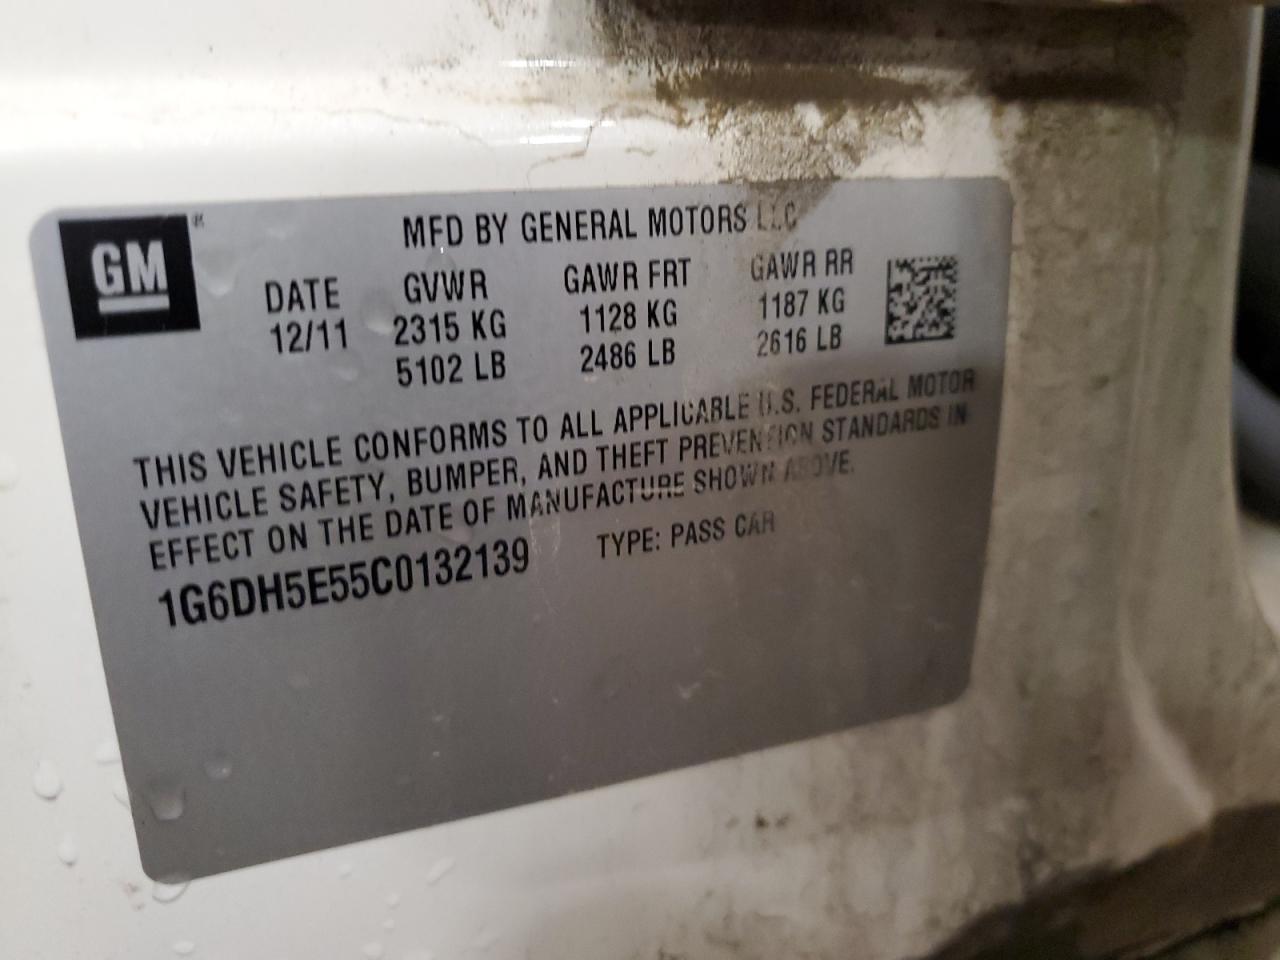 GM®
MFD BY GENERAL MOTORS LLC
DATE GVWR GAWR FRT GAWR RR
12/11 2315 KG 1128 KG 1187 KG
5102 LB 2486 LB 2616 LB
THIS VEHICLE CONFORMS TO ALL APPLICABLE U.S. FEDERAL MOTOR
VEHICLE SAFETY, BUMPER, AND THEFT PREVENTION STANDARDS IN
EFFECT ON THE DATE OF MANUFACTURE SHOWN ABOVE.
1G6DH5E55C0132139 TYPE: PASS CAR